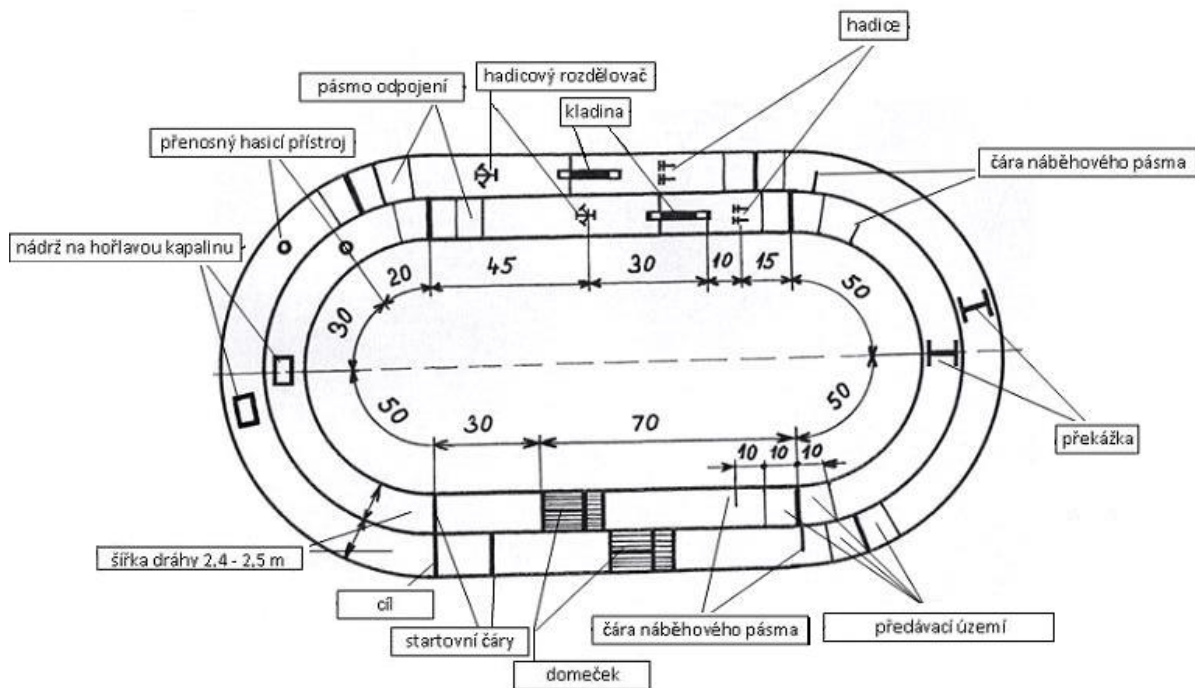 hadice
hadicový rozdělovač
pásmo odpojení
kladina
přenosný hasicí přístroj
čára náběhového pásma
nádrž na hořlavou kapalinu
20
45
30
10
15
50
30
50
30
70
50
10
10
10
překážka
šířka dráhy 2,4 - 2,5 m
cíl
startovní čáry
čára náběhového pásma
předávací území
domeček